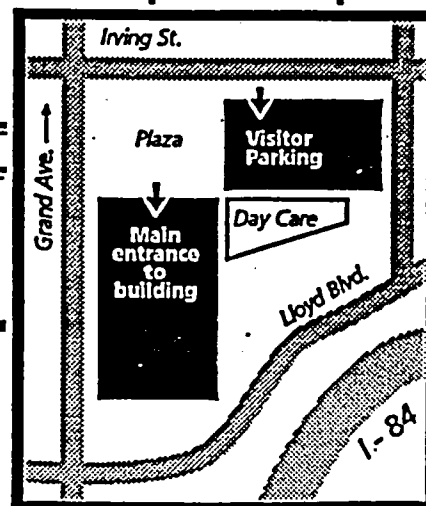 Irving St.
Grand Ave.
Plaza
Visitor
Parking
Day Care
Main
entrance
to
building
Lloyd Blvd.
I-84